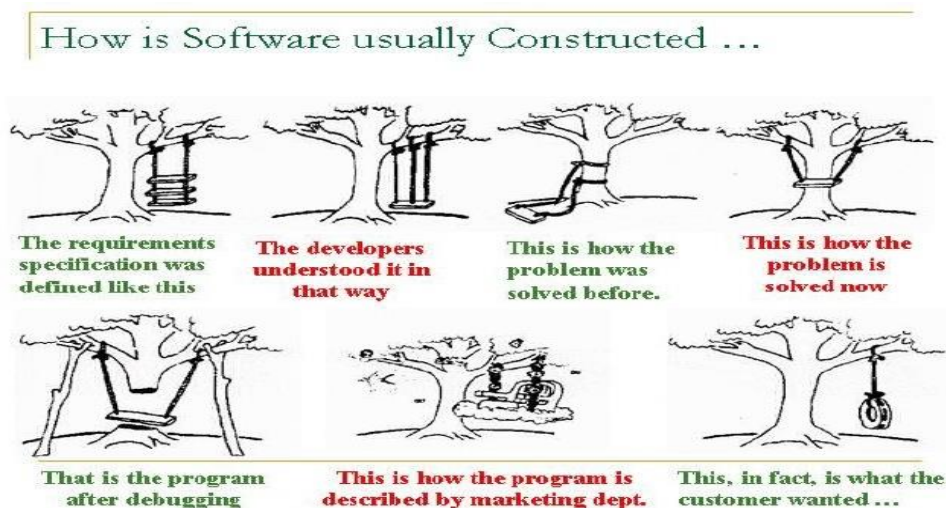 How is Software usually Constructed ...
The requirements
specification was
defined like this
The developers
understood it in
that way
This is how the
problem was
solved before.
This is how the
problem is
solved now
That is the program
after debugging
This is how the program is
described by marketing dept.
This, in fact, is what the
customer wanted ...